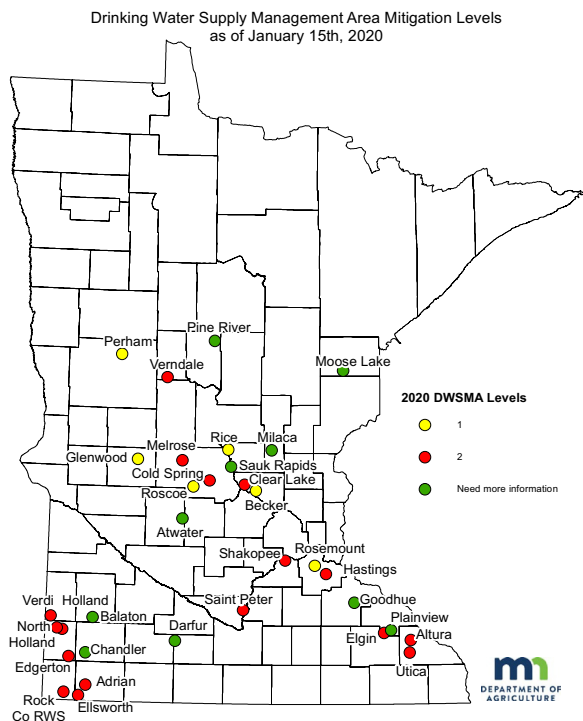 Drinking Water Supply Management Area Mitigation Levels
as of January 15th, 2020
Pine River
Perham
Verndale
Moose Lake
2020 DWSMA Levels
1
2
Need more information
Melrose
Rice
Milaca
Glenwood
Sauk Rapids
Cold Spring
Clear Lake
Roscoe
Becker
Atwater
Shakopee
Rosemount
Hastings
Verdi
Holland
Saint Peter
Goodhue
Balaton
Plainview
North
Holland
Darfur
Elgin
Altura
Chandler
Edgerton
Utica
Adrian
Rock
Co RWS
Ellsworth
mn
DEPARTMENT OF
AGRICULTURE